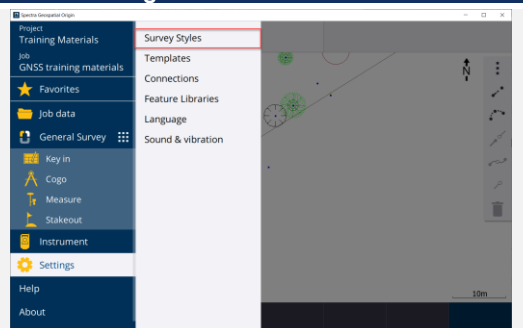 Spectra Geospatial Origin
Project
Training Materials
Job
GNSS training materials
Favorites
Job data
General Survey
Key in
Cogo
Measure
Stakeout
Instrument
Settings
Help
About
Survey Styles
Templates
Connections
Feature Libraries
Language
Sound & vibration
N
10m